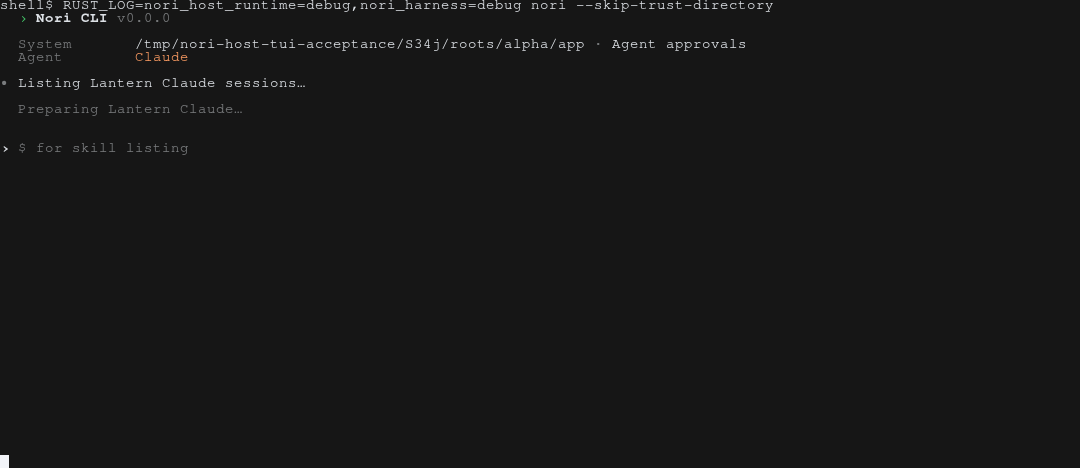 shell$ RUST_LOG=nori_host_runtime=debug,nori_harness=debug nori --skip-trust-directory
› Nori CLI v0.0.0
System /tmp/nori-host-tui-acceptance/S34j/roots/alpha/app · Agent approvals
Agent Claude
• Listing Lantern Claude sessions…
Preparing Lantern Claude…
› $ for skill listing